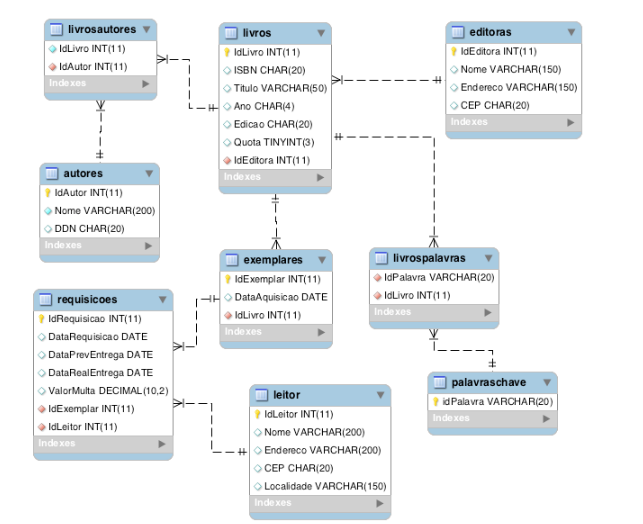 livrosautores
IdLivro INT(11)
IdAutor INT(11)
Indexes
livros
IdLivro INT(11)
ISBN CHAR(20)
Titulo VARCHAR(50)
Ano CHAR(4)
Edicao CHAR(20)
Quota TINYINT(3)
IdEditora INT(11)
Indexes
editoras
IdEditora INT(11)
Nome VARCHAR(150)
Endereco VARCHAR(150)
CEP CHAR(20)
Indexes
autores
IdAutor INT(11)
Nome VARCHAR(200)
DDN CHAR(20)
Indexes
exemplares
IdExemplar INT(11)
DataAquisicao DATE
IdLivro INT(11)
Indexes
livrospalavras
IdPalavra VARCHAR(20)
IdLivro INT(11)
Indexes
requisicoes
IdRequisicao INT(11)
DataRequisicao DATE
DataPrevEntrega DATE
DataRealEntrega DATE
ValorMulta DECIMAL(10,2)
IdExemplar INT(11)
IdLeitor INT(11)
Indexes
palavraschave
idPalavra VARCHAR(20)
Indexes
leitor
IdLeitor INT(11)
Nome VARCHAR(200)
Endereco VARCHAR(200)
CEP CHAR(20)
Localidade VARCHAR(150)
Indexes